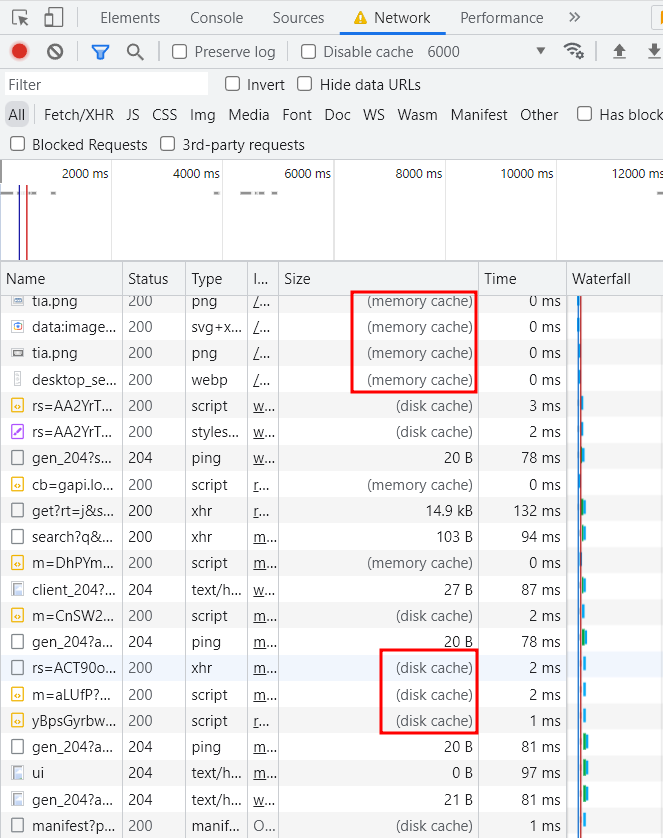 Elements Console Sources Network Performance »
Preserve log Disable cache 6000
Filter Invert Hide data URLs
All Fetch/XHR JS CSS Img Media Font Doc WS Wasm Manifest Other Has block
Blocked Requests 3rd-party requests
2000 ms 4000 ms 6000 ms 8000 ms 10000 ms 12000 ms
Name Status Type I... Size Time Waterfall
tia.png 200 png /... (memory cache) 0 ms
data:image... 200 svg+x... /... (memory cache) 0 ms
tia.png 200 png /... (memory cache) 0 ms
desktop_se... 200 webp /... (memory cache) 0 ms
rs=AA2YrT... 200 script w... (disk cache) 3 ms
rs=AA2YrT... 200 styles... w... (disk cache) 2 ms
gen_204?s... 204 ping w... 20 B 78 ms
cb=gapi.lo... 200 script r... (memory cache) 0 ms
get?rt=j&s... 200 xhr r... 14.9 kB 132 ms
search?q&... 200 xhr m... 103 B 94 ms
m=DhPYm... 200 script m... (memory cache) 0 ms
client_204?... 204 text/h... w... 27 B 87 ms
m=CnSW2... 200 script m... (disk cache) 2 ms
gen_204?a... 204 ping m... 20 B 78 ms
rs=ACT90o... 200 xhr m... (disk cache) 2 ms
m=aLUfP?... 200 script m... (disk cache) 2 ms
yBpsGyrbw... 200 script r... (disk cache) 1 ms
gen_204?a... 204 ping m... 20 B 81 ms
ui 204 text/h... m... 0 B 97 ms
gen_204?a... 204 text/h... w... 21 B 81 ms
manifest?p... 200 manif... O... (disk cache) 1 ms